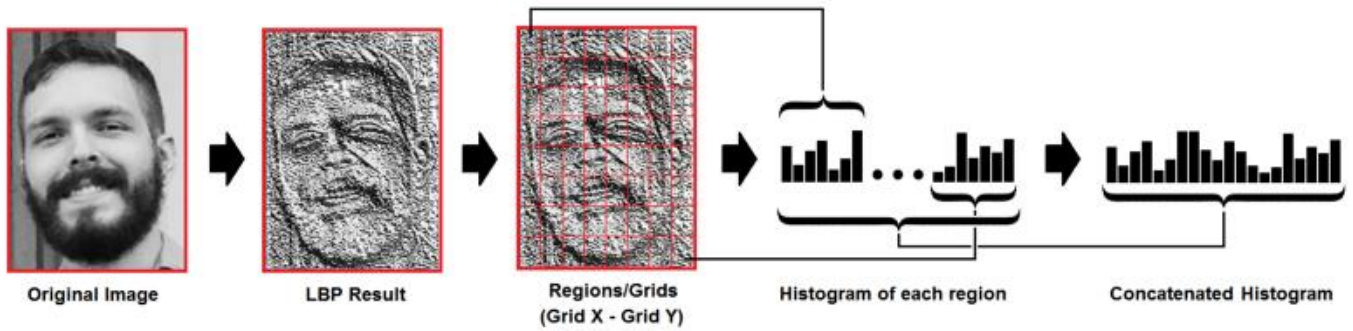 Original Image
LBP Result
Regions/Grids
(Grid X - Grid Y)
Histogram of each region
Concatenated Histogram